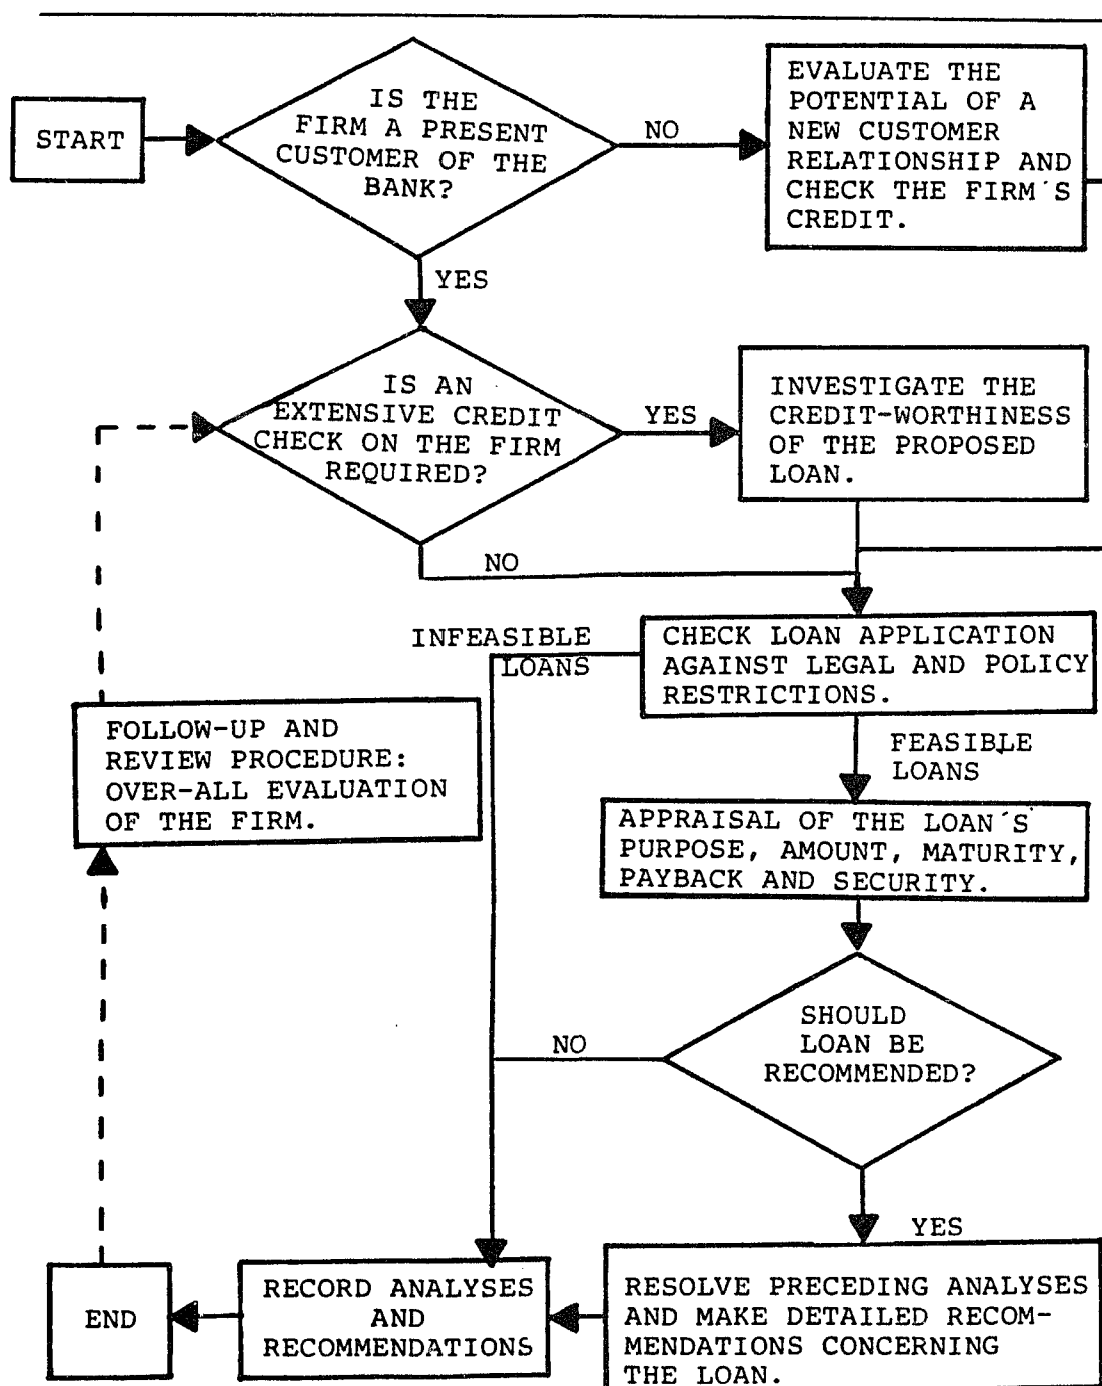 START
IS THE
FIRM A PRESENT
CUSTOMER OF THE
BANK?
NO
EVALUATE THE
POTENTIAL OF A
NEW CUSTOMER
RELATIONSHIP AND
CHECK THE FIRM´S
CREDIT.
YES
IS AN
EXTENSIVE CREDIT
CHECK ON THE FIRM
REQUIRED?
YES
INVESTIGATE THE
CREDIT-WORTHINESS
OF THE PROPOSED
LOAN.
NO
INFEASIBLE
LOANS
CHECK LOAN APPLICATION
AGAINST LEGAL AND POLICY
RESTRICTIONS.
FOLLOW-UP AND
REVIEW PROCEDURE:
OVER-ALL EVALUATION
OF THE FIRM.
FEASIBLE
LOANS
APPRAISAL OF THE LOAN´S
PURPOSE, AMOUNT, MATURITY,
PAYBACK AND SECURITY.
SHOULD
LOAN BE
RECOMMENDED?
NO
YES
END
RECORD ANALYSES
AND
RECOMMENDATIONS
RESOLVE PRECEDING ANALYSES
AND MAKE DETAILED RECOM-
MENDATIONS CONCERNING
THE LOAN.